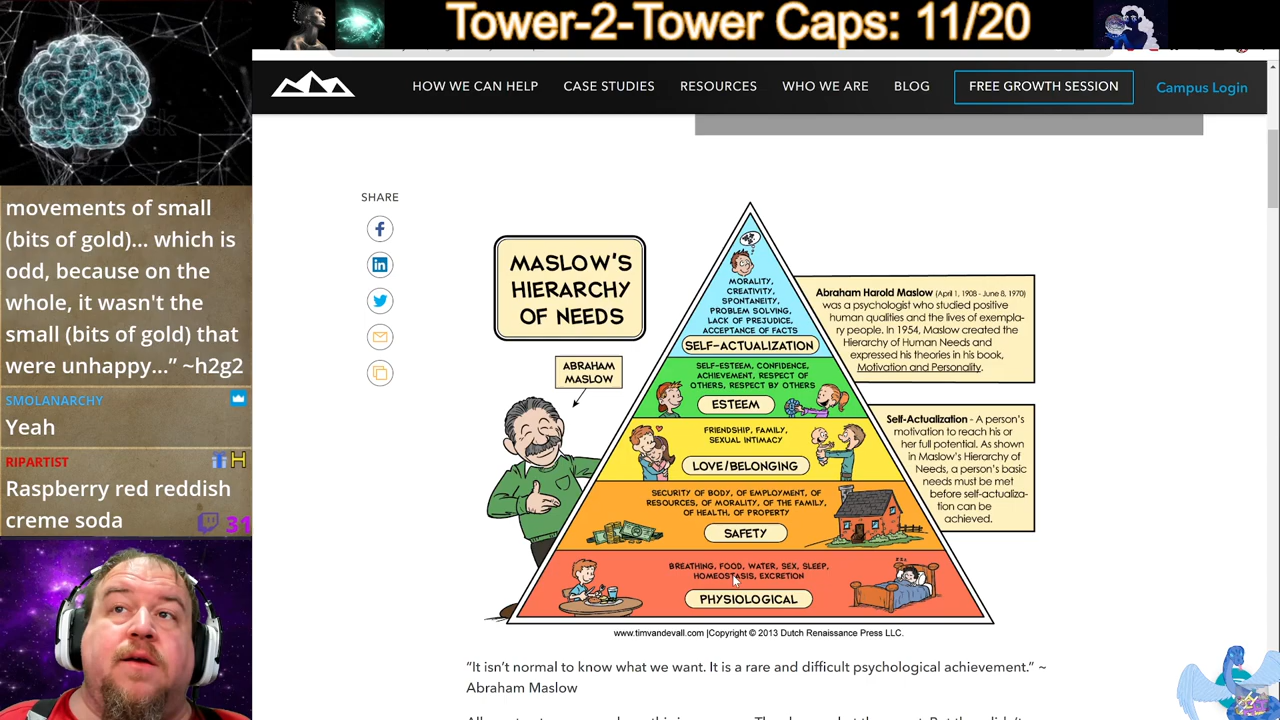 Tower-2-Tower Caps: 11/20
HOW WE CAN HELP
CASE STUDIES
RESOURCES
WHO WE ARE
BLOG
FREE GROWTH SESSION
Campus Login
movements of small
(bits of gold)... which is
odd, because on the
whole, it wasn't the
small (bits of gold) that
were unhappy...” ~h2g2
SMOLANARCHY
Yeah
RIPARTIST
Raspberry red reddish
creme soda
31
SHARE
MASLOW'S
HIERARCHY
OF NEEDS
ABRAHAM
MASLOW
MORALITY,
CREATIVITY,
SPONTANEITY,
PROBLEM SOLVING,
LACK OF PREJUDICE,
ACCEPTANCE OF FACTS
SELF-ACTUALIZATION
SELF-ESTEEM, CONFIDENCE,
ACHIEVEMENT, RESPECT OF
OTHERS, RESPECT BY OTHERS
ESTEEM
FRIENDSHIP, FAMILY,
SEXUAL INTIMACY
LOVE/BELONGING
SECURITY OF BODY, OF EMPLOYMENT, OF
RESOURCES, OF MORALITY, OF THE FAMILY,
OF HEALTH, OF PROPERTY
SAFETY
BREATHING, FOOD, WATER, SEX, SLEEP,
HOMEOSTASIS, EXCRETION
PHYSIOLOGICAL
Abraham Harold Maslow (April 1, 1908 - June 8, 1970)
was a psychologist who studied positive
human qualities and the lives of exempla-
ry people. In 1954, Maslow created the
Hierarchy of Human Needs and
expressed his theories in his book,
Motivation and Personality.
Self-Actualization - A person's
motivation to reach his or
her full potential. As shown
in Maslow's Hierarchy of
Needs, a person's basic
needs must be met
before self-actualiza-
tion can be
achieved.
www.timvandevall.com |Copyright © 2013 Dutch Renaissance Press LLC.
“It isn't normal to know what we want. It is a rare and difficult psychological achievement.” ~
Abraham Maslow